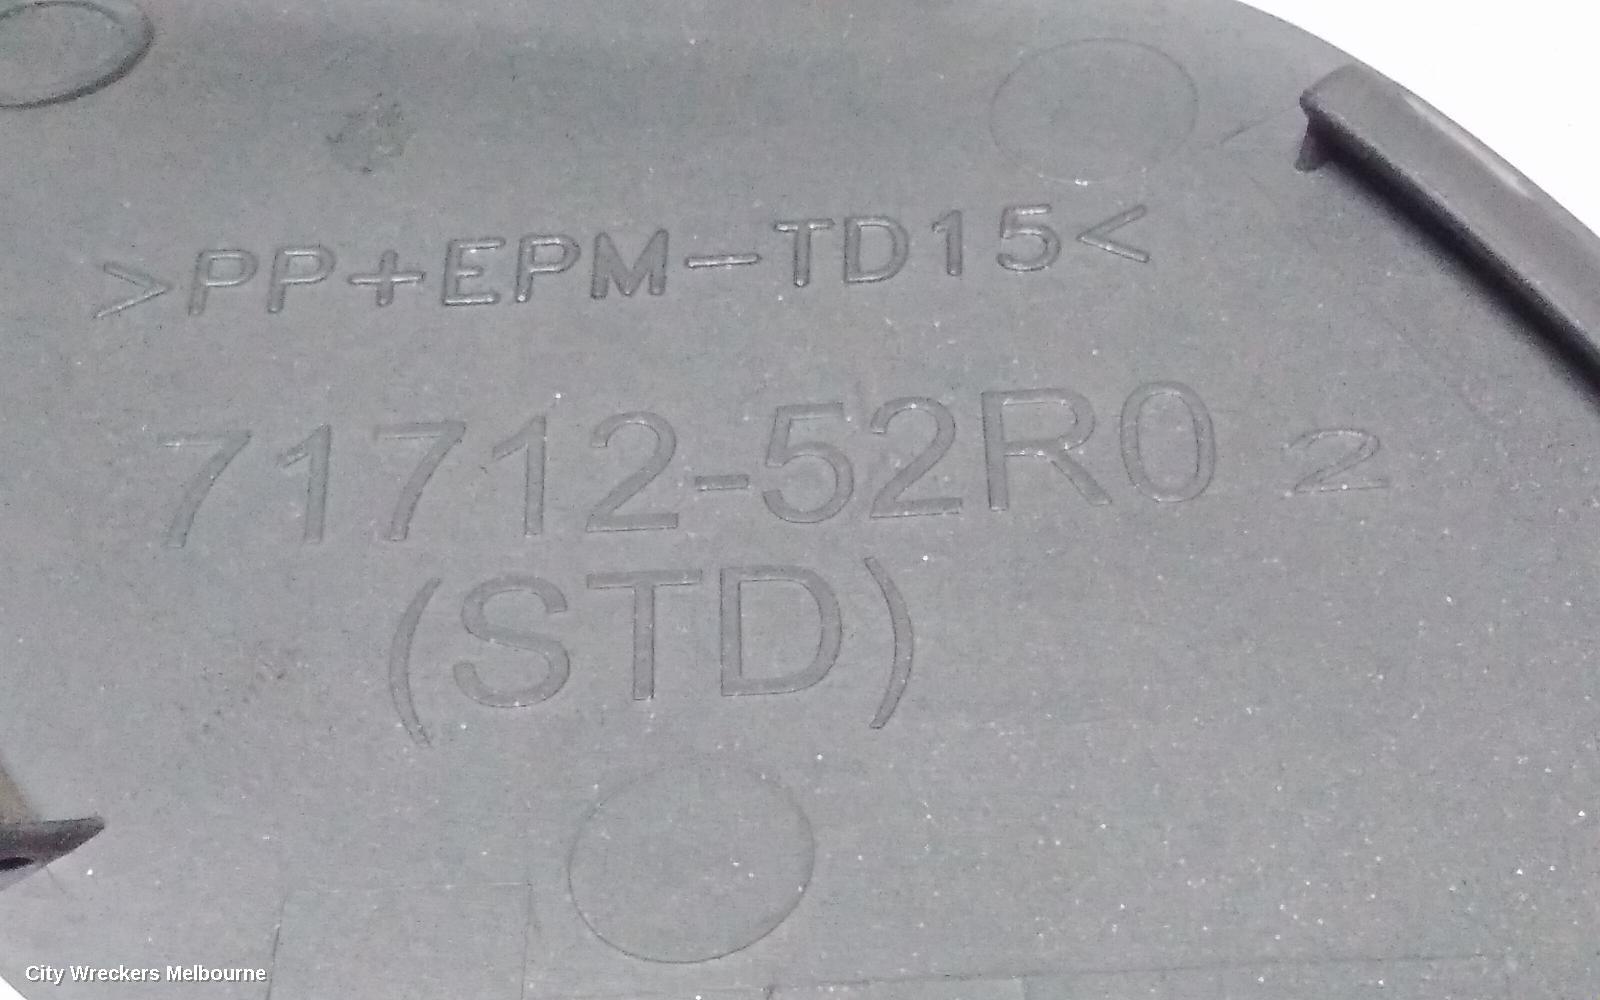 >PP+EPM-TD15<
71712-52R0 2
(STD)
City Wreckers Melbourne